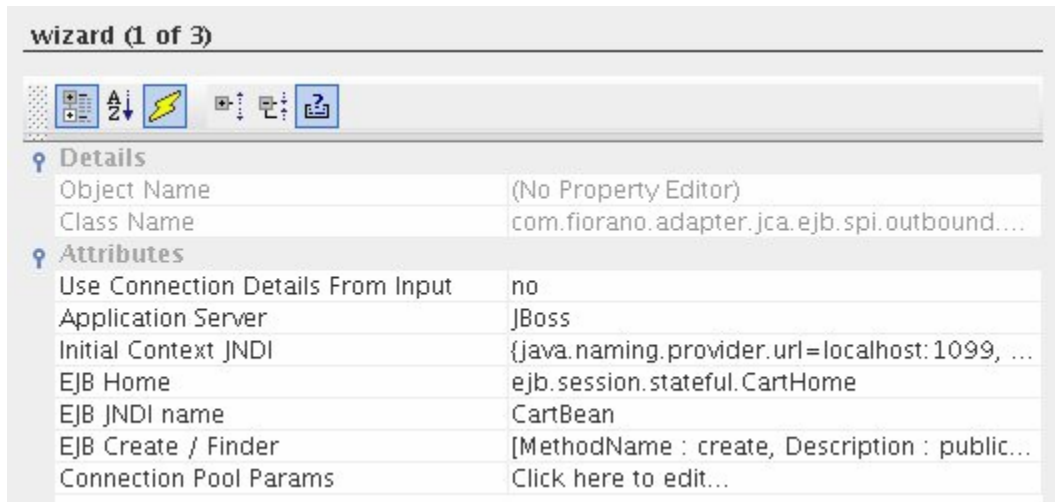 wizard (1 of 3)
Details
Object Name (No Property Editor)
Class Name com.fiorano.adapter.jca.ejb.spi.outbound....
Attributes
Use Connection Details From Input no
Application Server JBoss
Initial Context JNDI {java.naming.provider.url=localhost:1099, ...
EJB Home ejb.session.stateful.CartHome
EJB JNDI name CartBean
EJB Create / Finder [MethodName : create, Description : public...
Connection Pool Params Click here to edit...